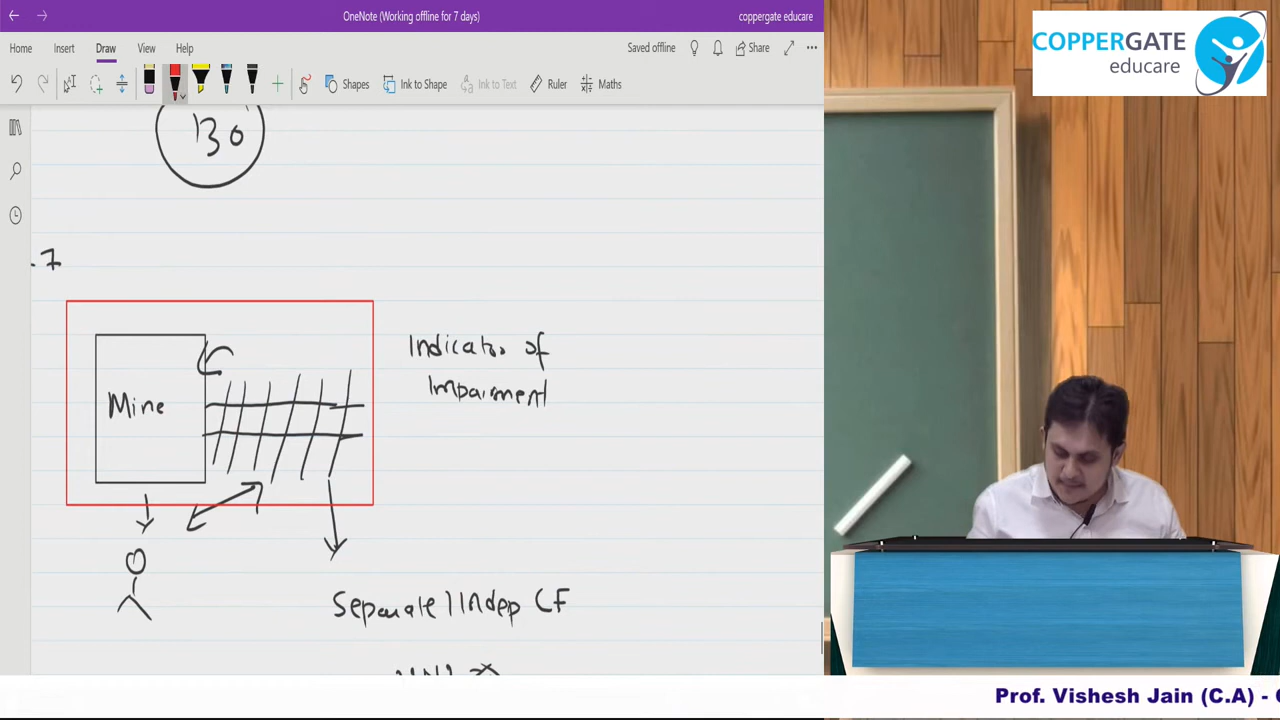 OneNote (Working offline for 7 days)
coppergate educare
Home Insert Draw View Help
Saved offline Share
Shapes Ink to Shape Ink to Text Ruler Maths
COPPERGATE
educare
130
.7
Mine
Indicator of
Impairment
Separate / Indep CF
Prof. Vishesh Jain (C.A) -